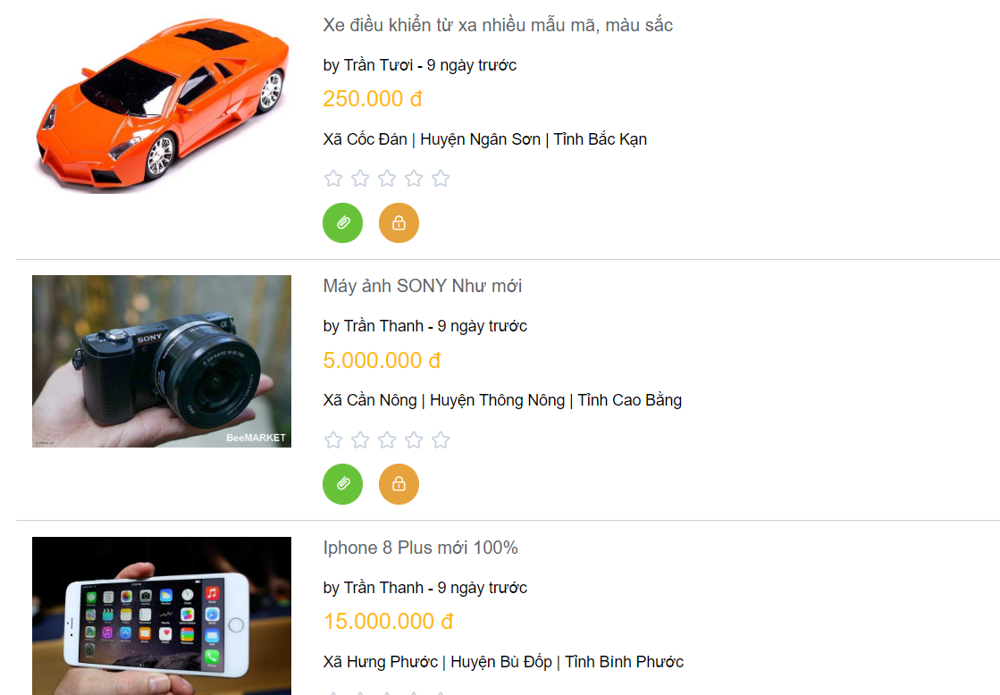 Xe điều khiển từ xa nhiều mẫu mã, màu sắc
by Trần Tươi - 9 ngày trước
250.000 đ
Xã Cốc Đán | Huyện Ngân Sơn | Tỉnh Bắc Kạn
Máy ảnh SONY Như mới
by Trần Thanh - 9 ngày trước
5.000.000 đ
Xã Cần Nông | Huyện Thông Nông | Tỉnh Cao Bằng
SONY
BeeMARKET
Iphone 8 Plus mới 100%
by Trần Thanh - 9 ngày trước
15.000.000 đ
Xã Hưng Phước | Huyện Bù Đốp | Tỉnh Bình Phước